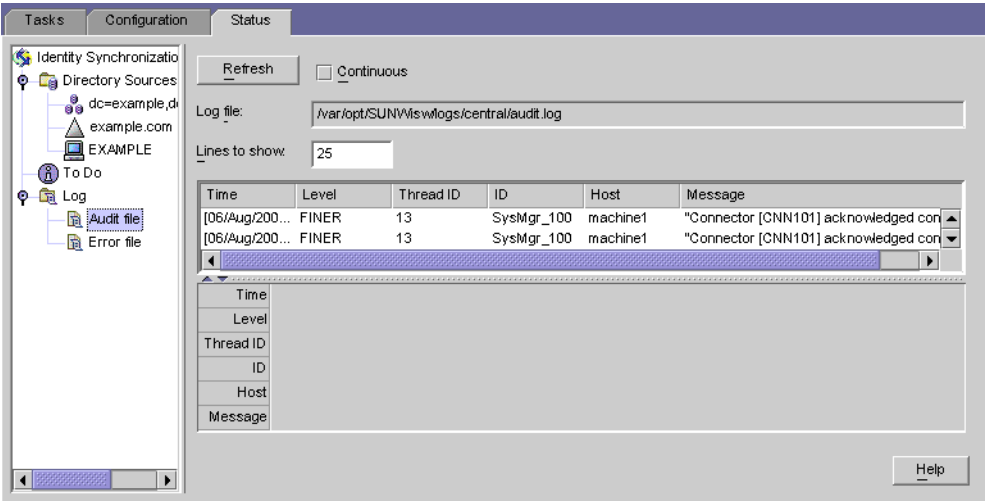 Tasks Configuration Status
Identity Synchronizatio
Directory Sources
dc=example,d
example.com
EXAMPLE
To Do
Log
Audit file
Error file
Refresh Continuous
Log file: /var/opt/SUNWisw/logs/central/audit.log
Lines to show: 25
Time Level Thread ID ID Host Message
[06/Aug/200... FINER 13 SysMgr_100 machine1 "Connector [CNN101] acknowledged con
[06/Aug/200... FINER 13 SysMgr_100 machine1 "Connector [CNN101] acknowledged con
Time
Level
Thread ID
ID
Host
Message
Help